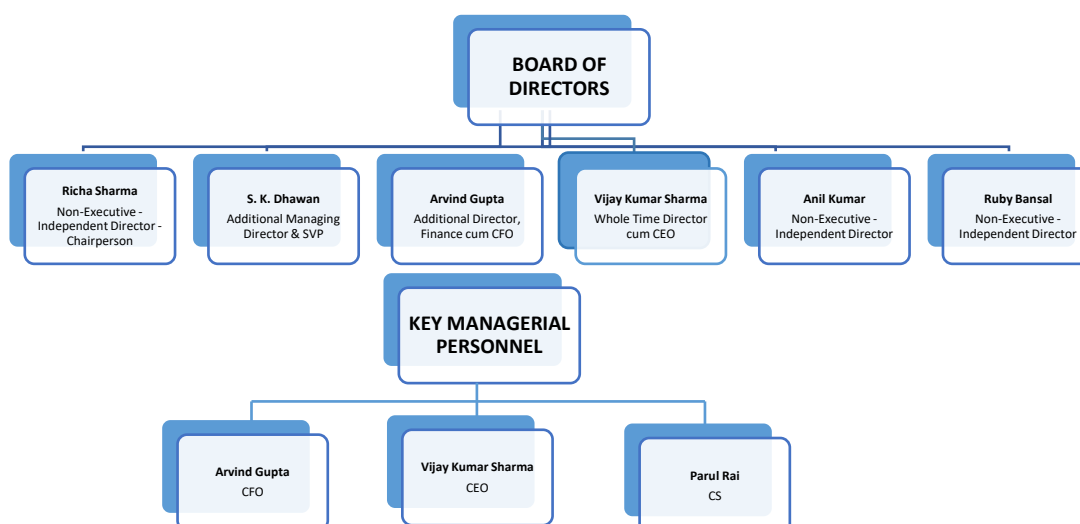 BOARD OF
DIRECTORS
Richa Sharma
Non-Executive -
Independent Director -
Chairperson
S. K. Dhawan
Additional Managing
Director & SVP
Arvind Gupta
Additional Director,
Finance cum CFO
Vijay Kumar Sharma
Whole Time Director
cum CEO
Anil Kumar
Non-Executive -
Independent Director
Ruby Bansal
Non-Executive -
Independent Director
KEY MANAGERIAL
PERSONNEL
Arvind Gupta
CFO
Vijay Kumar Sharma
CEO
Parul Rai
CS